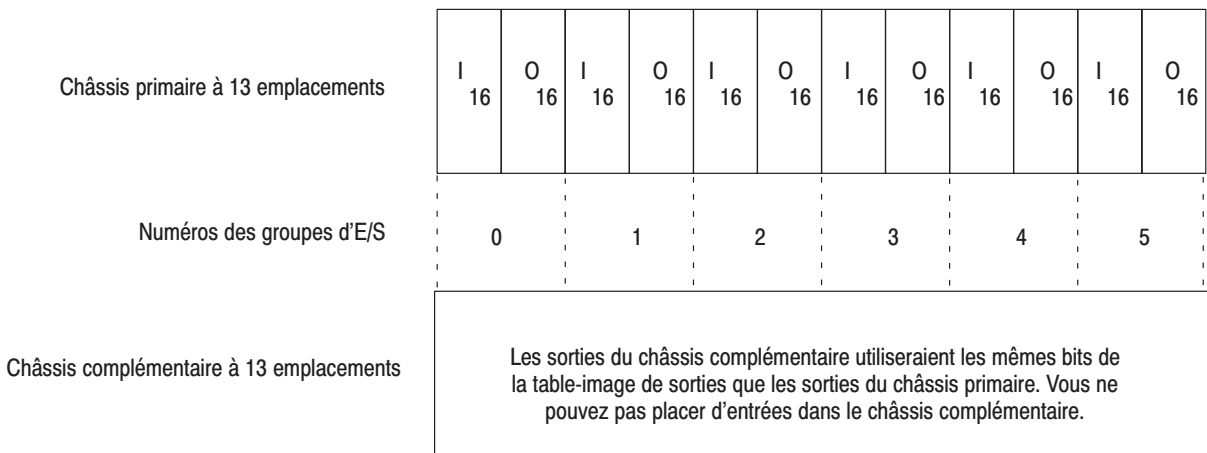 I O I O I O I O I O I O
16 16 16 16 16 16 16 16 16 16 16 16
Châssis primaire à 13 emplacements
Numéros des groupes d'E/S
0 1 2 3 4 5
Châssis complémentaire à 13 emplacements
Les sorties du châssis complémentaire utiliseraient les mêmes bits de
la table-image de sorties que les sorties du châssis primaire. Vous ne
pouvez pas placer d'entrées dans le châssis complémentaire.